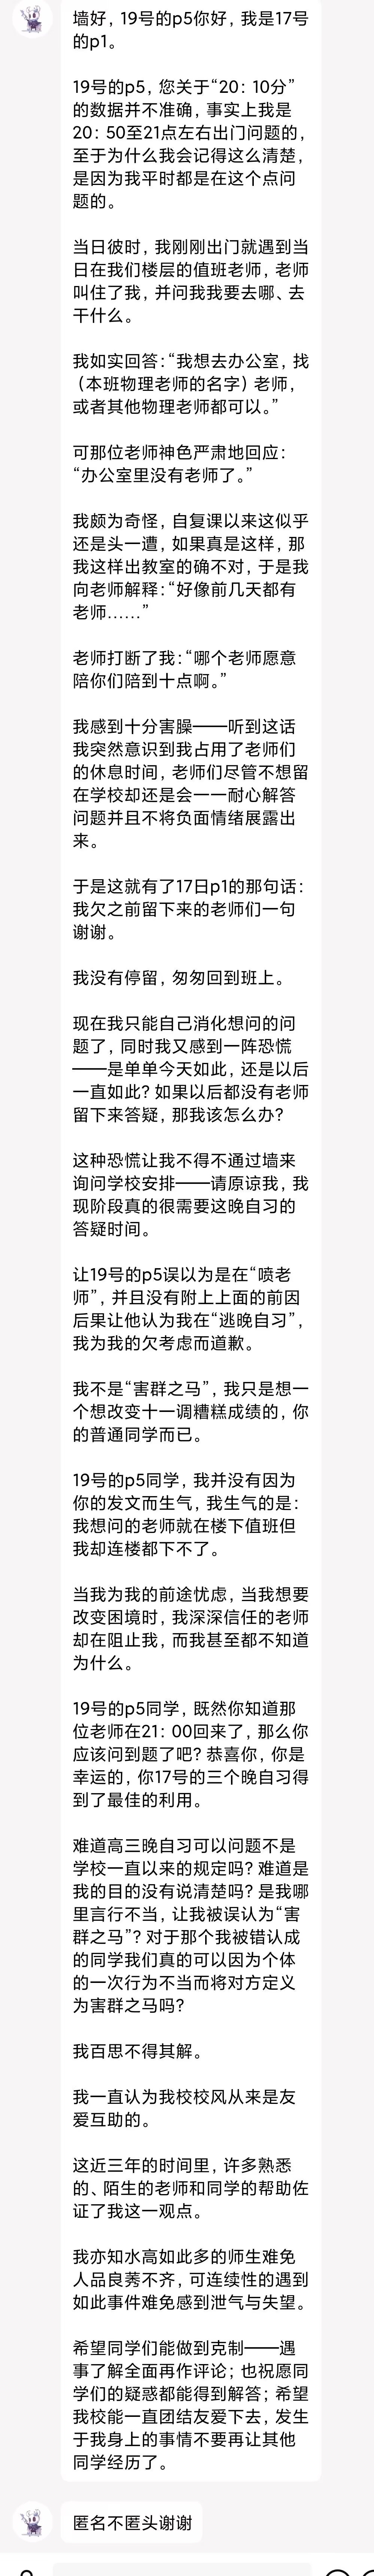 墙好，19号的p5你好，我是17号
的p1。
19号的p5，您关于“20：10分”
的数据并不准确，事实上我是
20：50至21点左右出门问题的，
至于为什么我会记得这么清楚，
是因为我平时都是在这个点问
题的。
当日彼时，我刚刚出门就遇到当
日在我们楼层的值班老师，老师
叫住了我，并问我我要去哪、去
干什么。
我如实回答：“我想去办公室，找
（本班物理老师的名字）老师，
或者其他物理老师都可以。”
可那位老师神色严肃地回应：
“办公室里没有老师了。”
我颇为奇怪，自复课以来这似乎
还是头一遭，如果真是这样，那
我这样出教室的确不对，于是我
向老师解释：“好像前几天都有
老师……”
老师打断了我：“哪个老师愿意
陪你们陪到十点啊。”
我感到十分害臊——听到这话
我突然意识到我占用了老师们
的休息时间，老师们尽管不想留
在学校却还是会一一耐心解答
问题并且不将负面情绪展露出
来。
于是这就有了17日p1的那句话：
我欠之前留下来的老师们一句
谢谢。
我没有停留，匆匆回到班上。
现在我只能自己消化想问的问
题了，同时我又感到一阵恐慌
——是单单今天如此，还是以后
一直如此？如果以后都没有老师
留下来答疑，那我该怎么办？
这种恐慌让我不得不通过墙来
询问学校安排——请原谅我，我
现阶段真的很需要这晚自习的
答疑时间。
让19号的p5误以为是在“喷老
师”，并且没有附上上面的前因
后果让他认为我在“逃晚自习”，
我为我的欠考虑而道歉。
我不是“害群之马”，我只是想一
个想改变十一调糟糕成绩的，你
的普通同学而已。
19号的p5同学，我并没有因为
你的发文而生气，我生气的是：
我想问的老师就在楼下值班但
我却连楼都下不了。
当我为我的前途忧虑，当我想要
改变困境时，我深深信任的老师
却在阻止我，而我甚至都不知道
为什么。
19号的p5同学，既然你知道那
位老师在21：00回来了，那么你
应该问到题了吧？恭喜你，你是
幸运的，你17号的三个晚自习得
到了最佳的利用。
难道高三晚自习可以问题不是
学校一直以来的规定吗？难道是
我的目的没有说清楚吗？是我哪
里言行不当，让我被误认为“害
群之马”？对于那个我被错认成
的同学我们真的可以因为个体
的一次行为不当而将对方定义
为害群之马吗？
我百思不得其解。
我一直认为我校校风从来是友
爱互助的。
这近三年的时间里，许多熟悉
的、陌生的老师和同学的帮助佐
证了我这一观点。
我亦知水高如此多的师生难免
人品良莠不齐，可连续性的遇到
如此事件难免感到泄气与失望。
希望同学们能做到克制——遇
事了解全面再作评论；也祝愿同
学们的疑惑都能得到解答；希望
我校能一直团结友爱下去，发生
于我身上的事情不要再让其他
同学经历了。
匿名不匿头谢谢